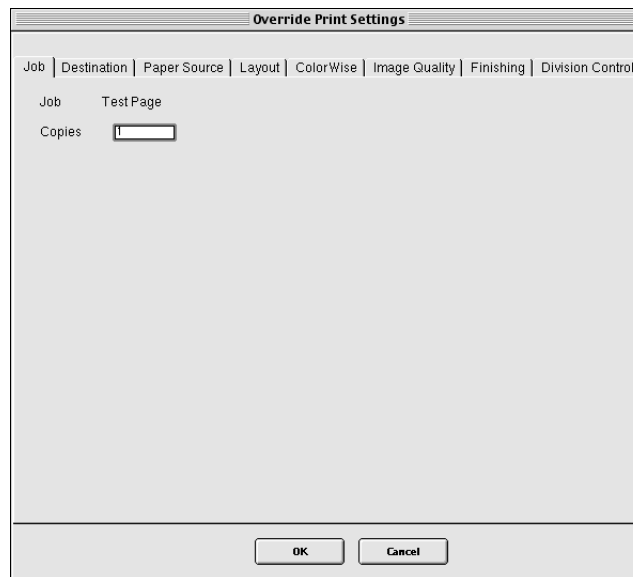 Override Print Settings
Job Destination Paper Source Layout ColorWise Image Quality Finishing Division Control
Job Test Page
Copies 1
OK Cancel